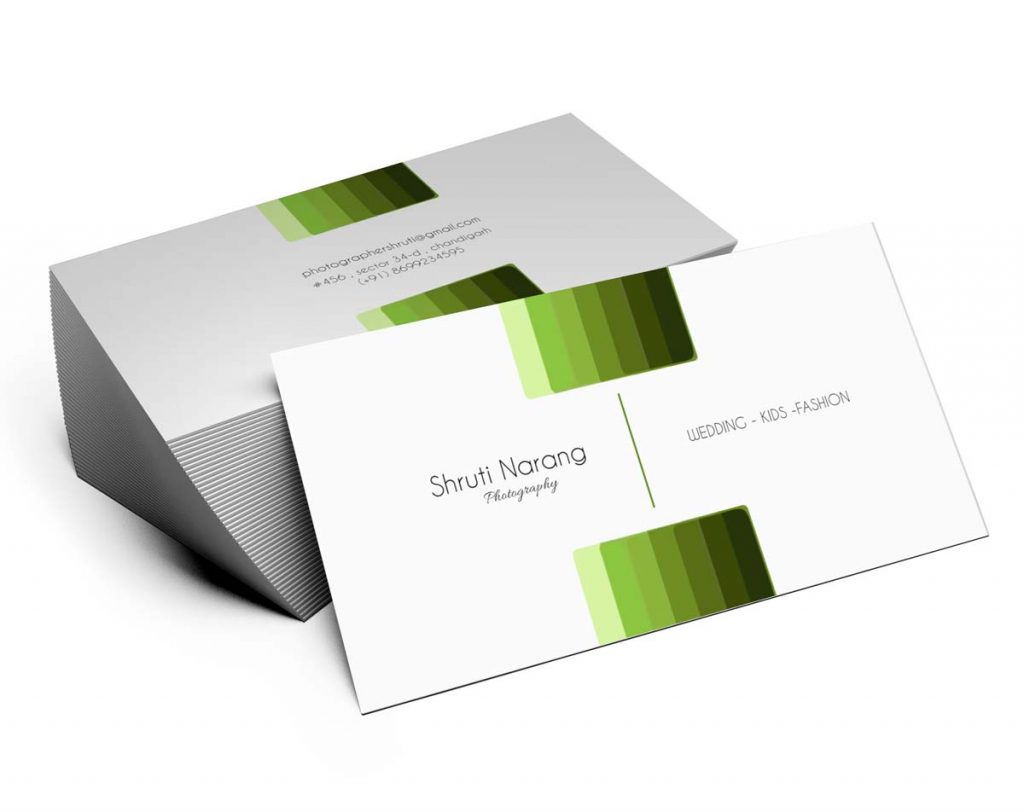 photographershruti@gmail.com
#456 , sector 34-d , chandigarh
(+91) 8699234595
Shruti Narang
Photography
WEDDING - KIDS -FASHION